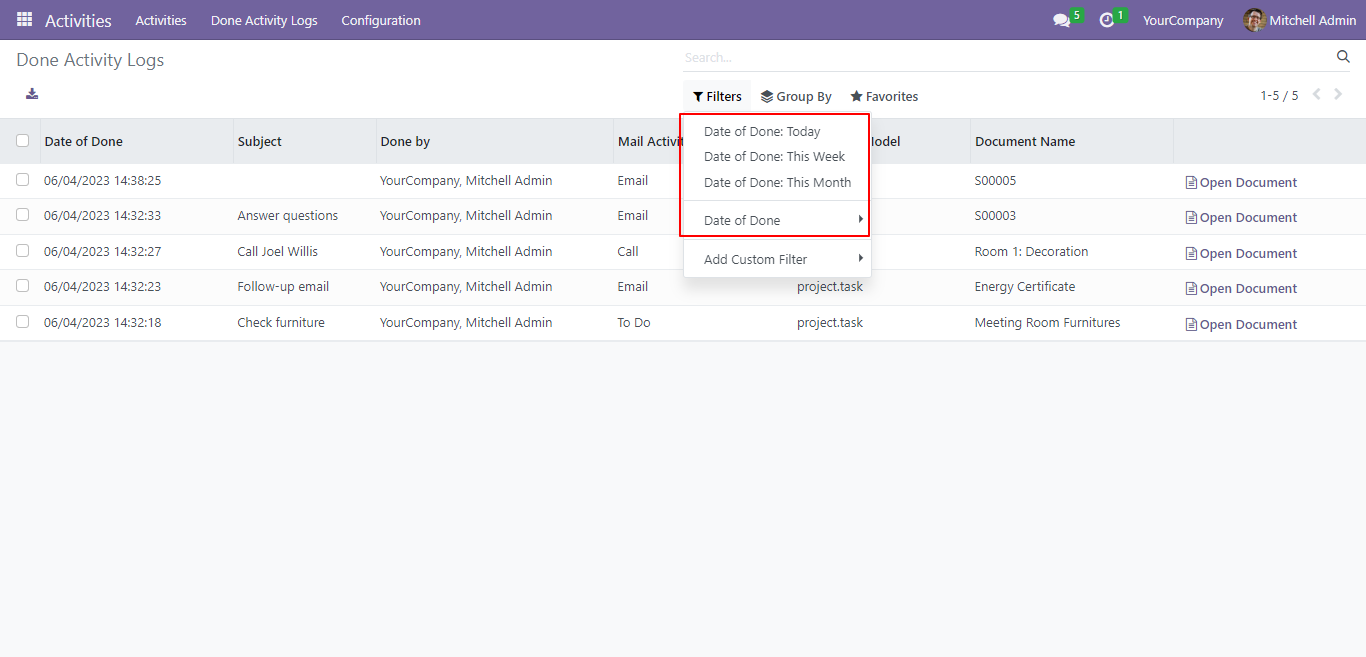 Activities Activities Done Activity Logs Configuration 5 1 YourCompany Mitchell Admin
Done Activity Logs Search...
Filters Group By Favorites 1-5 / 5
Date of Done Subject Done by Mail Document Name
Date of Done: Today
Date of Done: This Week
Date of Done: This Month
Date of Done
Add Custom Filter
06/04/2023 14:38:25 YourCompany, Mitchell Admin Email S00005 Open Document
06/04/2023 14:32:33 Answer questions YourCompany, Mitchell Admin Email S00003 Open Document
06/04/2023 14:32:27 Call Joel Willis YourCompany, Mitchell Admin Call Room 1: Decoration Open Document
06/04/2023 14:32:23 Follow-up email YourCompany, Mitchell Admin Email project.task Energy Certificate Open Document
06/04/2023 14:32:18 Check furniture YourCompany, Mitchell Admin To Do project.task Meeting Room Furnitures Open Document